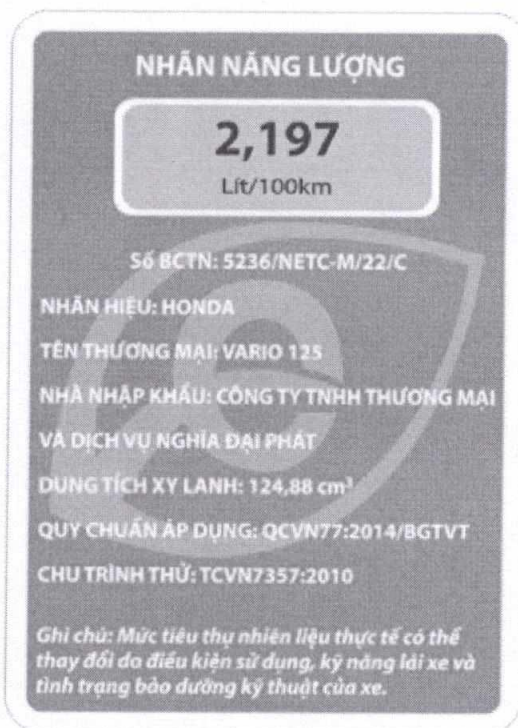 NHÃN NĂNG LƯỢNG
2,197
Lít/100km
Số BCTN: 5236/NETC-M/22/C
NHÃN HIỆU: HONDA
TÊN THƯƠNG MẠI: VARIO 125
NHÀ NHẬP KHẨU: CÔNG TY TNHH THƯƠNG MẠI
VÀ DỊCH VỤ NGHĨA ĐẠI PHÁT
DUNG TÍCH XY LANH: 124,88 cm³
QUY CHUẨN ÁP DỤNG: QCVN77:2014/BGTVT
CHU TRÌNH THỬ: TCVN7357:2010
Ghi chú: Mức tiêu thụ nhiên liệu thực tế có thể
thay đổi do điều kiện sử dụng, kỹ năng lái xe và
tình trạng bảo dưỡng kỹ thuật của xe.